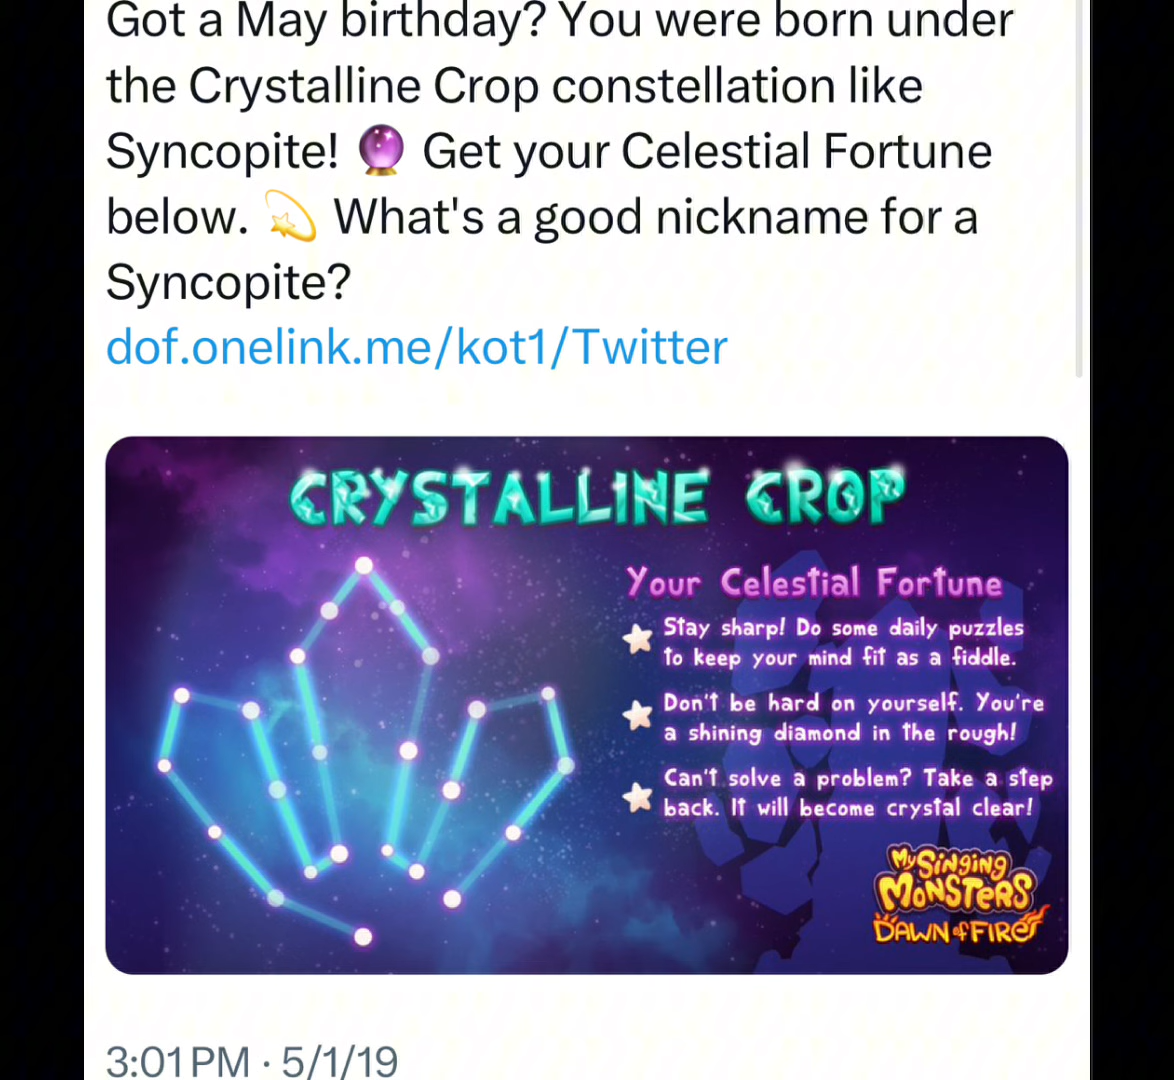 Got a May birthday? You were born under
the Crystalline Crop constellation like
Syncopite! 🔮 Get your Celestial Fortune
below. 💫 What's a good nickname for a
Syncopite?
dof.onelink.me/kot1/Twitter
CRYSTALLINE CROP
Your Celestial Fortune
Stay sharp! Do some daily puzzles
to keep your mind fit as a fiddle.
Don't be hard on yourself. You're
a shining diamond in the rough!
Can't solve a problem? Take a step
back. It will become crystal clear!
My Singing
MONSTERS
DAWN of FIRE
3:01 PM · 5/1/19